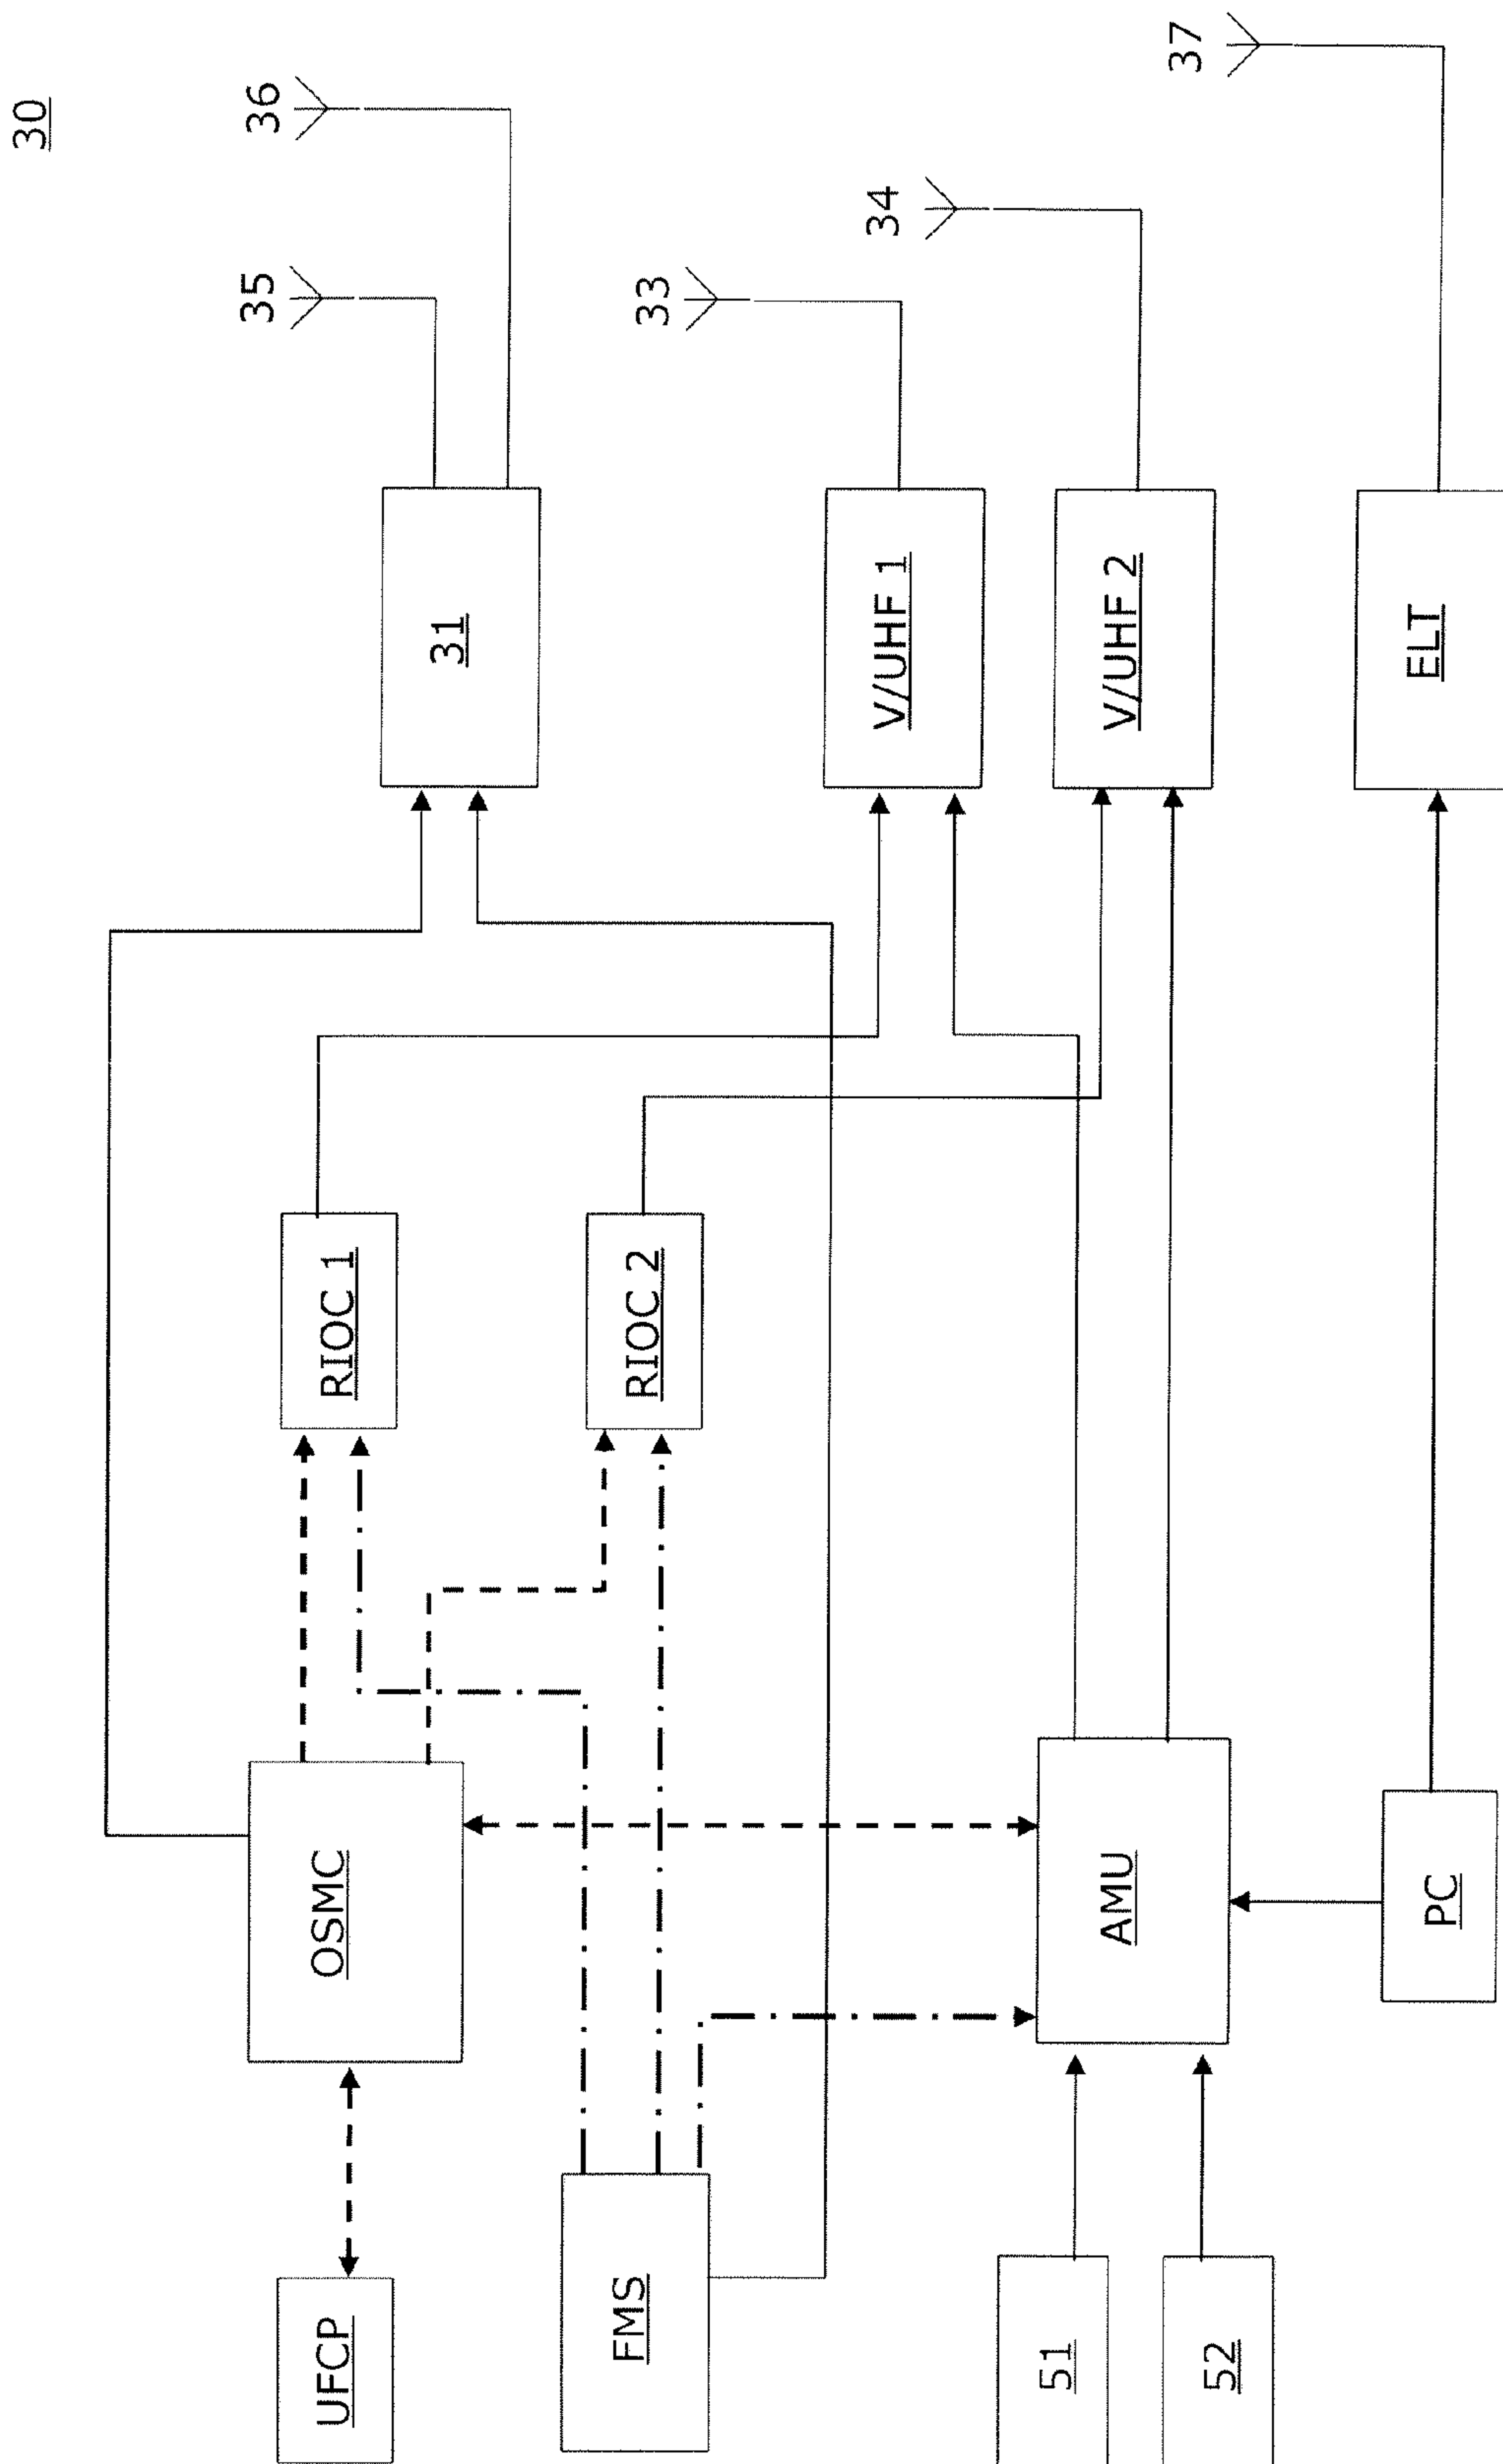 30
36
35
31
33
34
V/UHF 1
V/UHF 2
37
ELT
RIOC 1
RIOC 2
OSMC
UFCP
FMS
AMU
PC
51
52